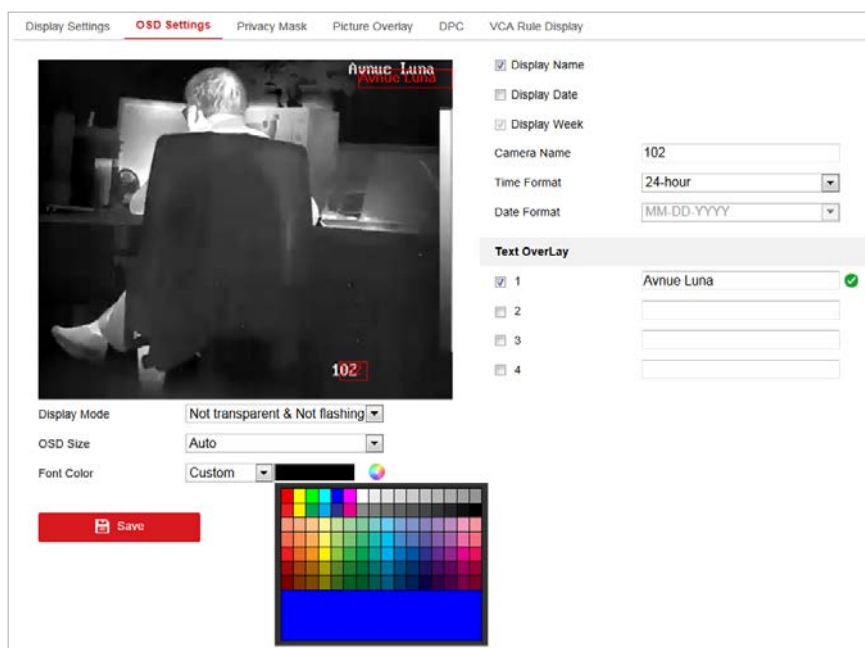 Display Settings OSD Settings Privacy Mask Picture Overlay DPC VCA Rule Display
Avnue Luna
Avnue Luna
102
Display Mode Not transparent & Not flashing
OSD Size Auto
Font Color Custom
Save
Display Name
Display Date
Display Week
Camera Name 102
Time Format 24-hour
Date Format MM-DD-YYYY
Text OverLay
1 Avnue Luna
2
3
4